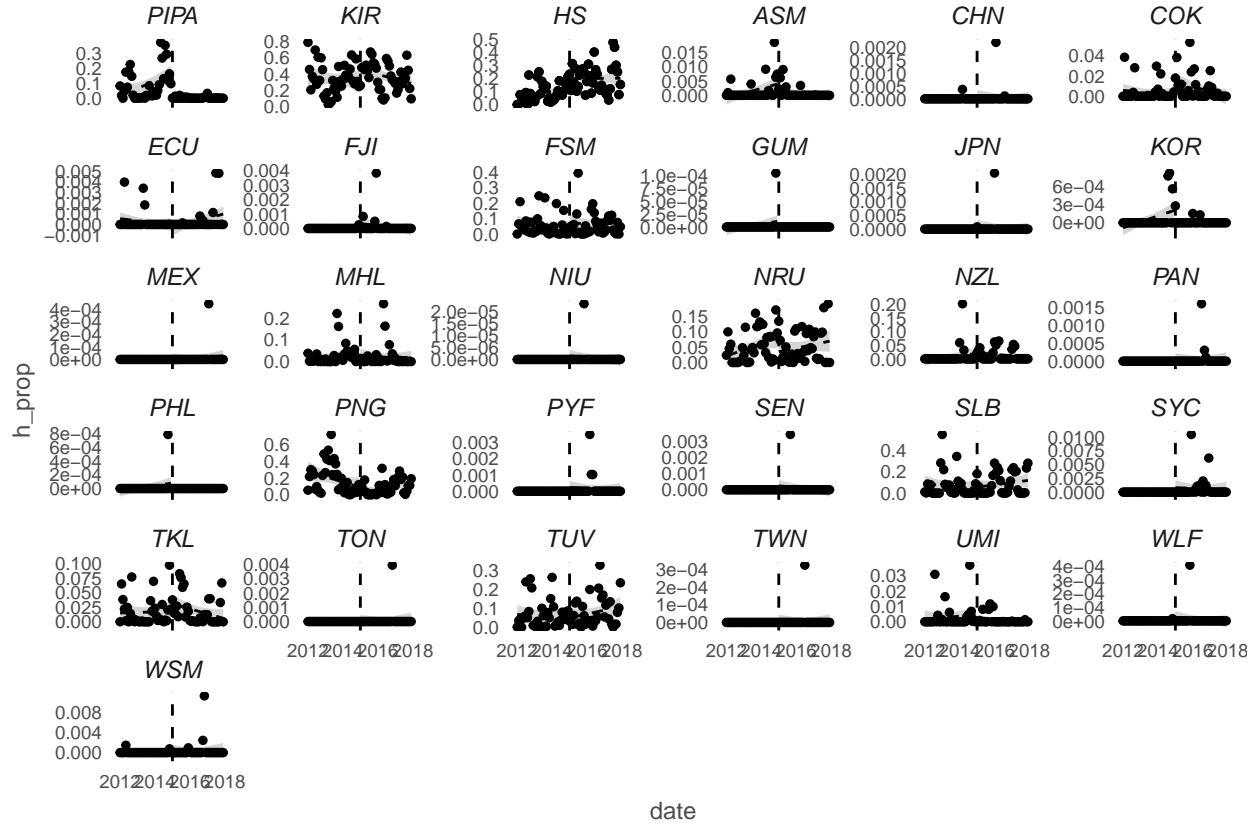 PIPA KIR HS ASM CHN COK
0.3 0.2 0.1 0.0
0.8 0.6 0.4 0.2 0.0
0.5 0.4 0.3 0.2 0.1 0.0
0.015 0.010 0.005 0.000
0.0020 0.0015 0.0010 0.0005 0.0000
0.04 0.02 0.00
ECU FJI FSM GUM JPN KOR
0.005 0.004 0.003 0.002 0.001 0.000 −0.001
0.004 0.003 0.002 0.001 0.000
0.4 0.3 0.2 0.1 0.0
1.0e−04 7.5e−05 5.0e−05 2.5e−05 0.0e+00
0.0020 0.0015 0.0010 0.0005 0.0000
6e−04 3e−04 0e+00
MEX MHL NIU NRU NZL PAN
4e−04 3e−04 2e−04 1e−04 0e+00
0.2 0.1 0.0
2.0e−05 1.5e−05 1.0e−05 5.0e−06 0.0e+00
0.15 0.10 0.05 0.00
0.20 0.15 0.10 0.05 0.00
0.0015 0.0010 0.0005 0.0000
h_prop
PHL PNG PYF SEN SLB SYC
8e−04 6e−04 4e−04 2e−04 0e+00
0.6 0.4 0.2 0.0
0.003 0.002 0.001 0.000
0.003 0.002 0.001 0.000
0.4 0.2 0.0
0.0100 0.0075 0.0050 0.0025 0.0000
TKL TON TUV TWN UMI WLF
0.100 0.075 0.050 0.025 0.000
0.004 0.003 0.002 0.001 0.000
0.3 0.2 0.1 0.0
3e−04 2e−04 1e−04 0e+00
0.03 0.02 0.01 0.00
4e−04 3e−04 2e−04 1e−04 0e+00
2012 2014 2016 2018 2012 2014 2016 2018 2012 2014 2016 2018 2012 2014 2016 2018 2012 2014 2016 2018
WSM
0.008 0.004 0.000
2012 2014 2016 2018
date